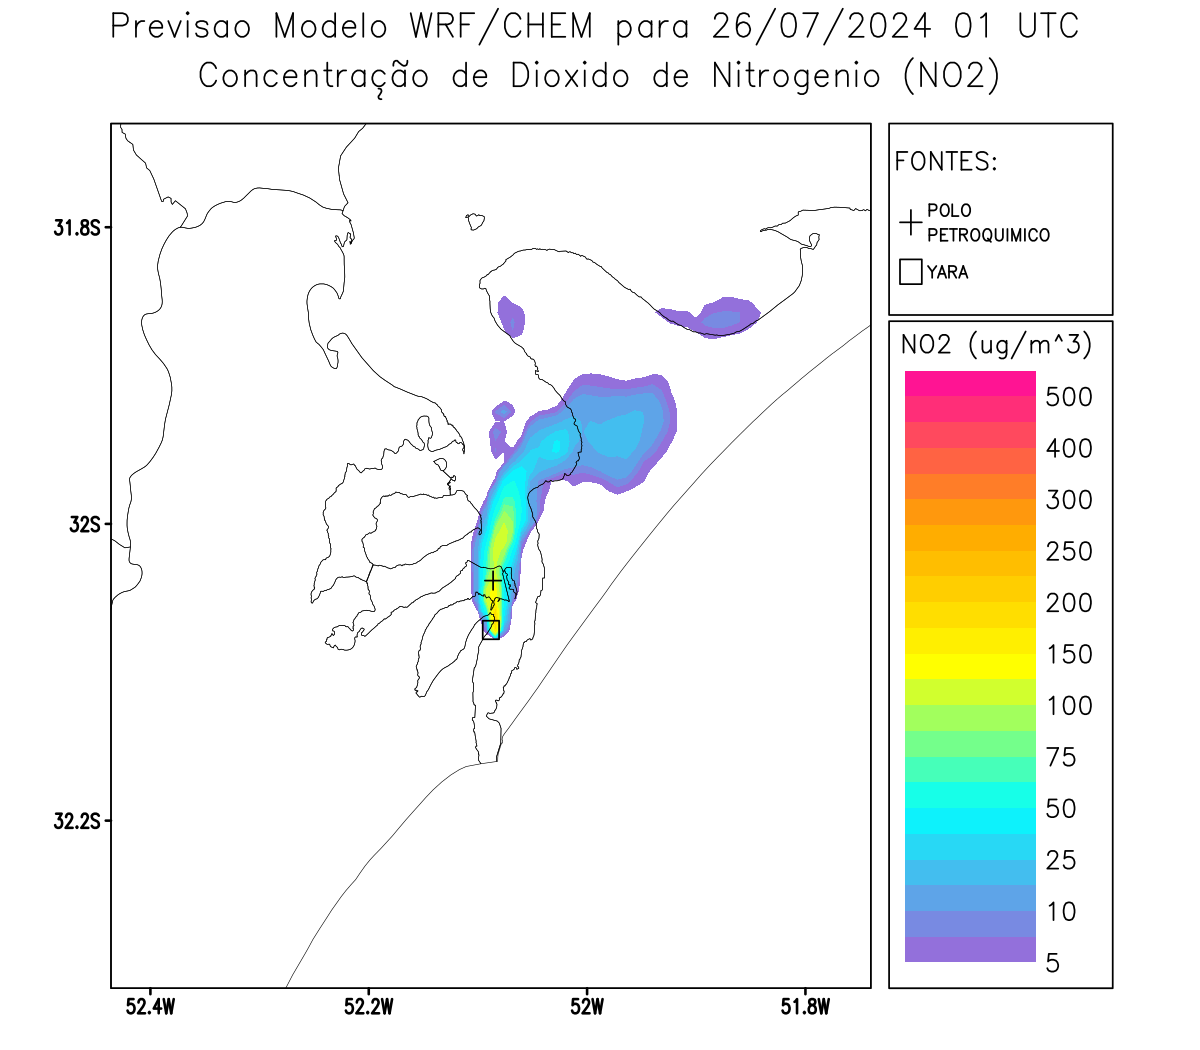 Previsao Modelo WRF/CHEM para 26/07/2024 01 UTC
Concentração de Dioxido de Nitrogenio (NO2)
FONTES:
POLO
PETROQUIMICO
YARA
NO2 (ug/m^3)
500
400
300
250
200
150
100
75
50
25
10
5
31.8S
32S
32.2S
52.4W
52.2W
52W
51.8W